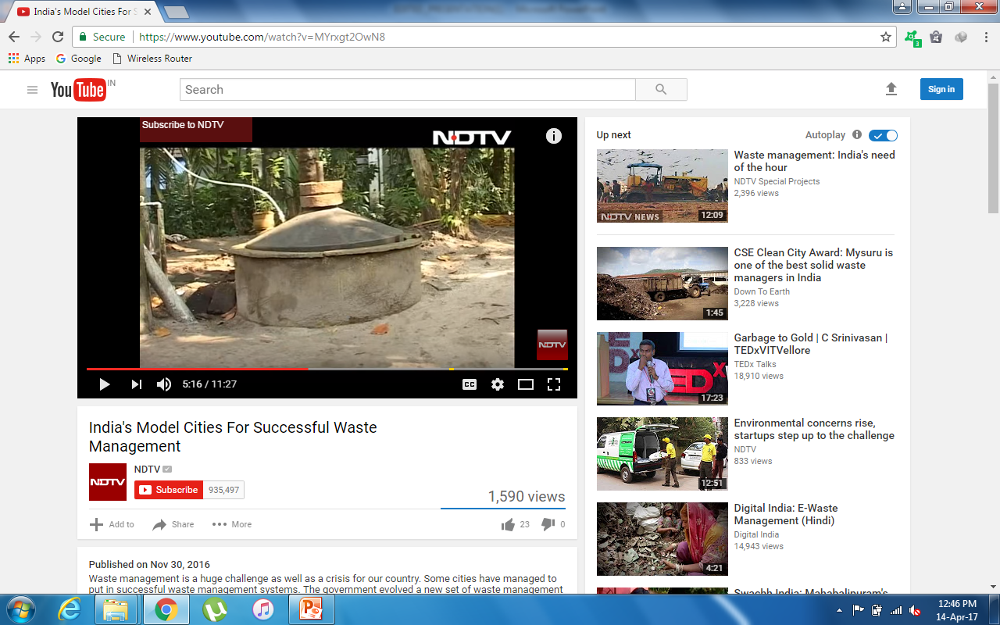 India's Model Cities For S
Secure https://www.youtube.com/watch?v=MYrxgt2OwN8
3
Apps Google Wireless Router
YouTube IN
Search
Sign in
Subscribe to NDTV
NDTV
NDTV
5:16 / 11:27
CC
India's Model Cities For Successful Waste
Management
NDTV
NDTV
Subscribe 935,497
1,590 views
Add to Share More 23 0
Published on Nov 30, 2016
Waste management is a huge challenge as well as a crisis for our country. Some cities have managed to
put in successful waste management systems. The government evolved a new set of waste management
Up next
Autoplay
NDTV NEWS
12:09
Waste management: India's need
of the hour
NDTV Special Projects
2,396 views
1:45
CSE Clean City Award: Mysuru is
one of the best solid waste
managers in India
Down To Earth
3,228 views
TEDx
17:23
Garbage to Gold | C Srinivasan |
TEDxVITVellore
TEDx Talks
18,910 views
12:51
Environmental concerns rise,
startups step up to the challenge
NDTV
833 views
4:21
Digital India: E-Waste
Management (Hindi)
Digital India
14,943 views
Swachh India: Mahabalipuram's
12:46 PM
14-Apr-17